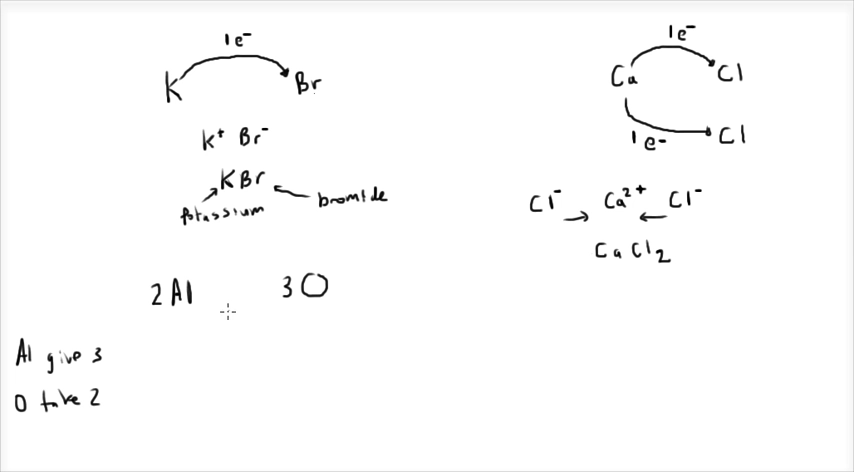 1e⁻
K Br
K⁺ Br⁻
KBr
potassium bromide
1e⁻
Ca Cl
1e⁻ Cl
Cl⁻ Ca²⁺ Cl⁻
CaCl₂
2Al 3O
Al give 3
O take 2